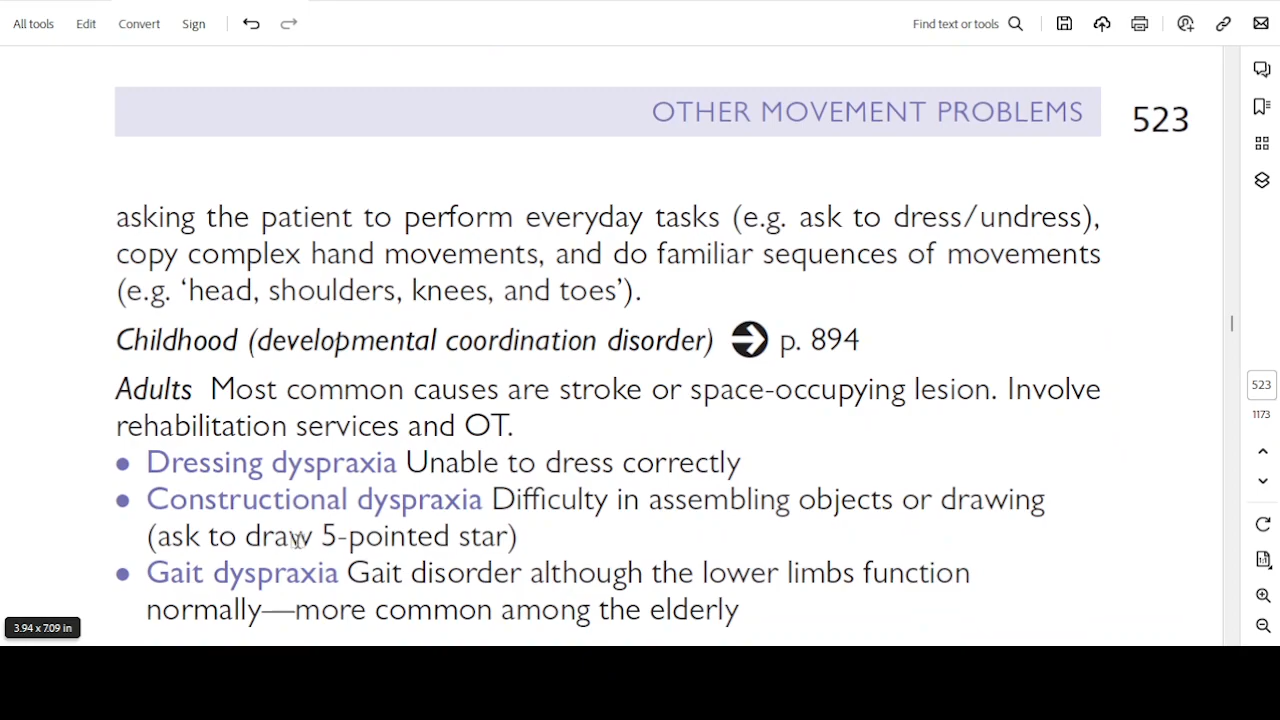 All tools Edit Convert Sign Find text or tools
OTHER MOVEMENT PROBLEMS 523
asking the patient to perform everyday tasks (e.g. ask to dress/undress),
copy complex hand movements, and do familiar sequences of movements
(e.g. ‘head, shoulders, knees, and toes’).
Childhood (developmental coordination disorder) p. 894
Adults Most common causes are stroke or space-occupying lesion. Involve
rehabilitation services and OT.
• Dressing dyspraxia Unable to dress correctly
• Constructional dyspraxia Difficulty in assembling objects or drawing
(ask to draw 5-pointed star)
• Gait dyspraxia Gait disorder although the lower limbs function
normally—more common among the elderly
523
1173
3.94 x 7.09 in